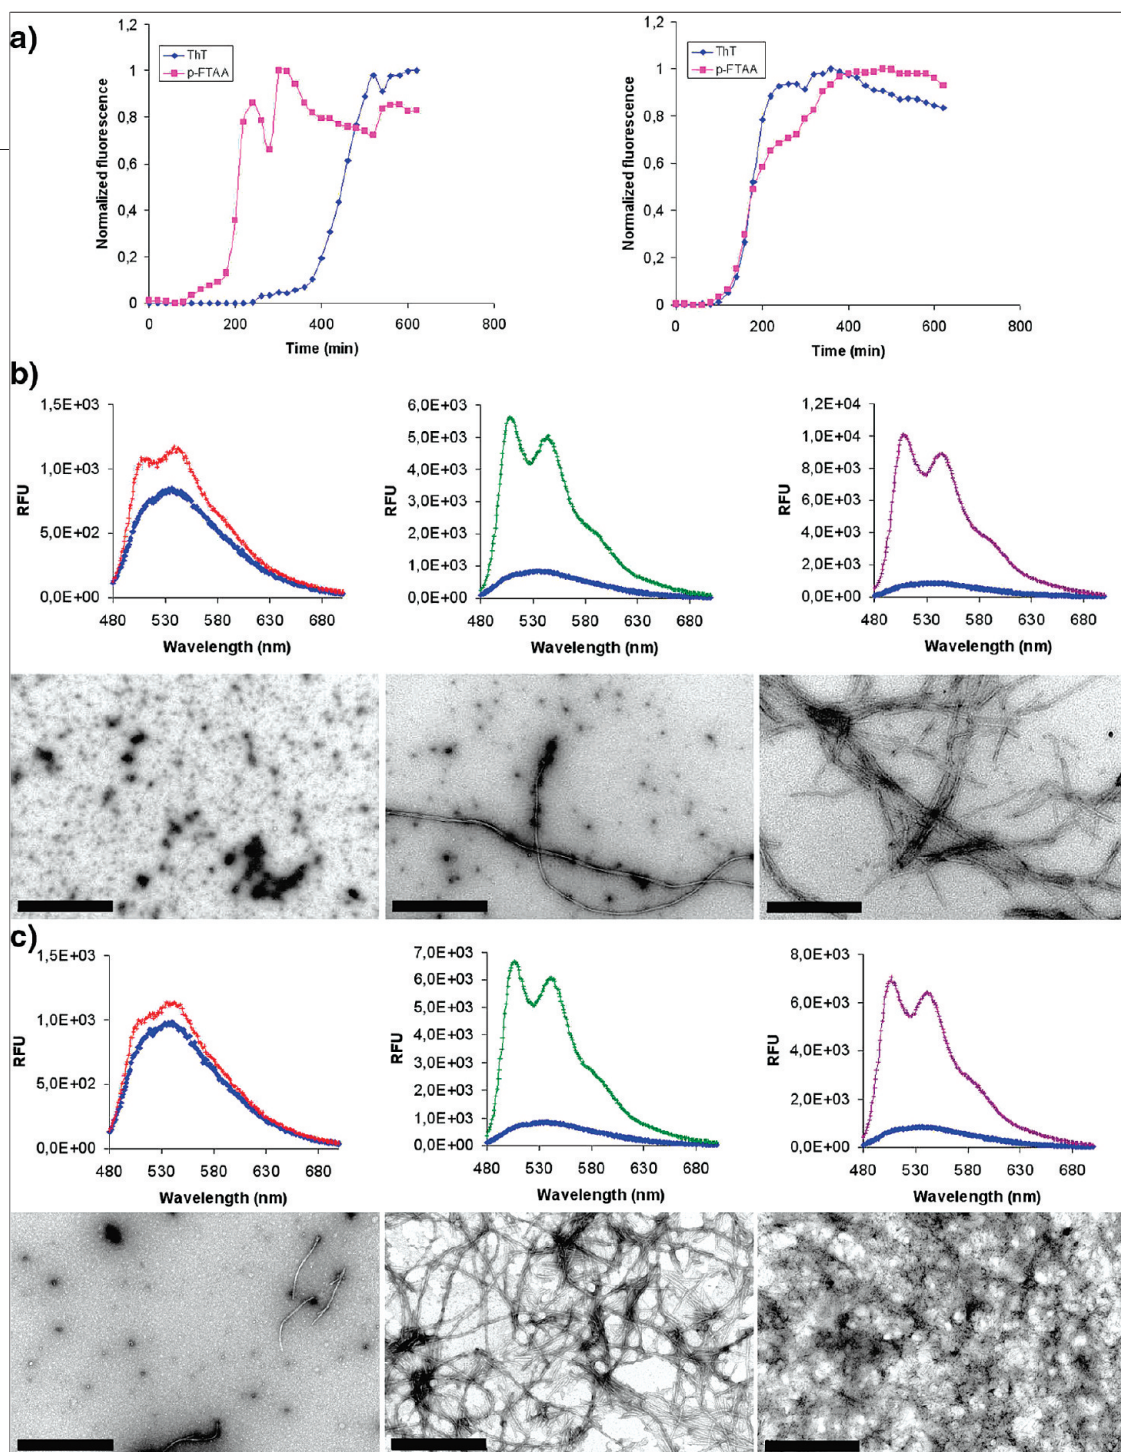 a)
1,2
1
0,8
0,6
0,4
0,2
0
Normalized fluorescence
ThT
p-FTAA
0 200 400 600 800
Time (min)
1,2
1
0,8
0,6
0,4
0,2
0
Normalized fluorescence
ThT
p-FTAA
0 200 400 600 800
Time (min)
b)
1,5E+03
1,0E+03
5,0E+02
0,0E+00
RFU
480 530 580 630 680
Wavelength (nm)
6,0E+03
5,0E+03
4,0E+03
3,0E+03
2,0E+03
1,0E+03
0,0E+00
RFU
480 530 580 630 680
Wavelength (nm)
1,2E+04
1,0E+04
8,0E+03
6,0E+03
4,0E+03
2,0E+03
0,0E+00
RFU
480 530 580 630 680
Wavelength (nm)
c)
1,5E+03
1,0E+03
5,0E+02
0,0E+00
RFU
480 530 580 630 680
Wavelength (nm)
7,0E+03
6,0E+03
5,0E+03
4,0E+03
3,0E+03
2,0E+03
1,0E+03
0,0E+00
RFU
480 530 580 630 680
Wavelength (nm)
8,0E+03
6,0E+03
4,0E+03
2,0E+03
0,0E+00
RFU
480 530 580 630 680
Wavelength (nm)